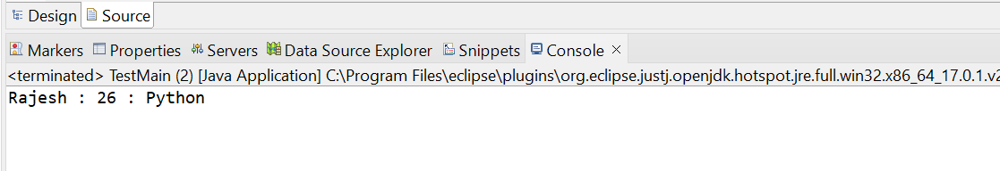 Design Source
Markers Properties Servers Data Source Explorer Snippets Console
<terminated> TestMain (2) [Java Application] C:\Program Files\eclipse\plugins\org.eclipse.justj.openjdk.hotspot.jre.full.win32.x86_64_17.0.1.v2
Rajesh : 26 : Python